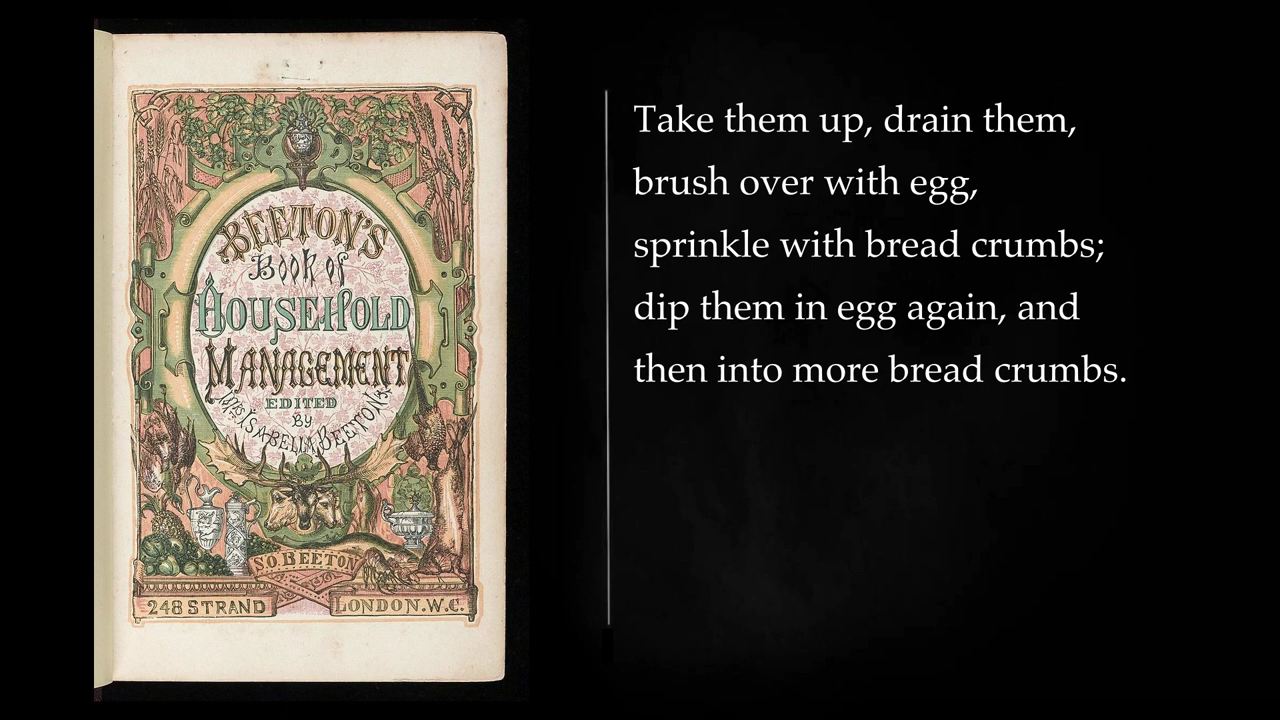 BEETON'S
Book of
HOUSEHOLD
MANAGEMENT
EDITED
BY
MRS ISABELLA BEETON
S.O. BEETON
248 STRAND
LONDON. W.C.
Take them up, drain them,
brush over with egg,
sprinkle with bread crumbs;
dip them in egg again, and
then into more bread crumbs.